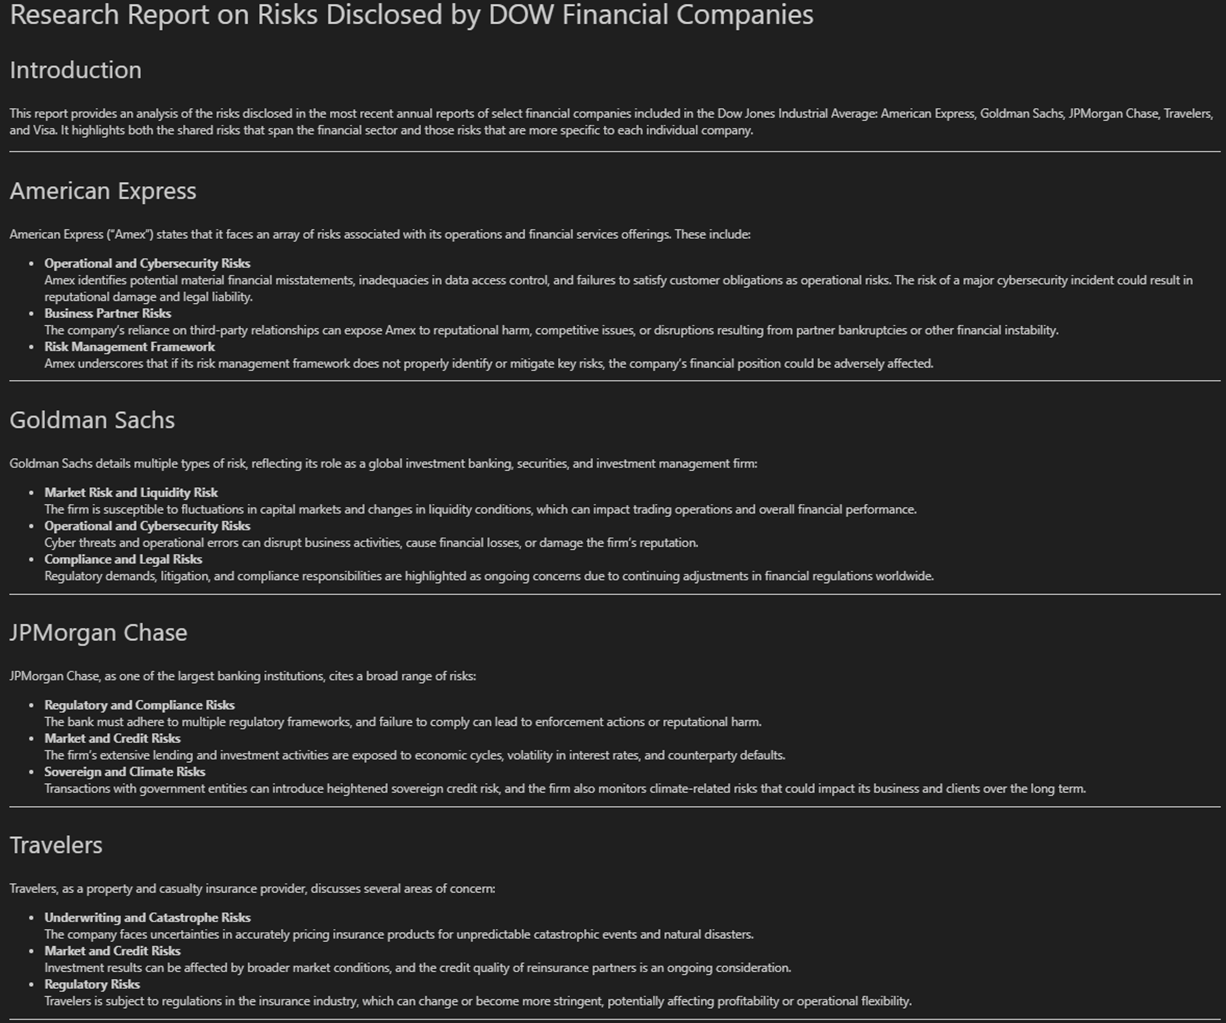 Research Report on Risks Disclosed by DOW Financial Companies
Introduction
This report provides an analysis of the risks disclosed in the most recent annual reports of select financial companies included in the Dow Jones Industrial Average: American Express, Goldman Sachs, JPMorgan Chase, Travelers,
and Visa. It highlights both the shared risks that span the financial sector and those risks that are more specific to each individual company.
American Express
American Express (“Amex”) states that it faces an array of risks associated with its operations and financial services offerings. These include:
• Operational and Cybersecurity Risks
Amex identifies potential material financial misstatements, inadequacies in data access control, and failures to satisfy customer obligations as operational risks. The risk of a major cybersecurity incident could result in
reputational damage and legal liability.
• Business Partner Risks
The company’s reliance on third-party relationships can expose Amex to reputational harm, competitive issues, or disruptions resulting from partner bankruptcies or other financial instability.
• Risk Management Framework
Amex underscores that if its risk management framework does not properly identify or mitigate key risks, the company’s financial position could be adversely affected.
Goldman Sachs
Goldman Sachs details multiple types of risk, reflecting its role as a global investment banking, securities, and investment management firm:
• Market Risk and Liquidity Risk
The firm is susceptible to fluctuations in capital markets and changes in liquidity conditions, which can impact trading operations and overall financial performance.
• Operational and Cybersecurity Risks
Cyber threats and operational errors can disrupt business activities, cause financial losses, or damage the firm’s reputation.
• Compliance and Legal Risks
Regulatory demands, litigation, and compliance responsibilities are highlighted as ongoing concerns due to continuing adjustments in financial regulations worldwide.
JPMorgan Chase
JPMorgan Chase, as one of the largest banking institutions, cites a broad range of risks:
• Regulatory and Compliance Risks
The bank must adhere to multiple regulatory frameworks, and failure to comply can lead to enforcement actions or reputational harm.
• Market and Credit Risks
The firm’s extensive lending and investment activities are exposed to economic cycles, volatility in interest rates, and counterparty defaults.
• Sovereign and Climate Risks
Transactions with government entities can introduce heightened sovereign credit risk, and the firm also monitors climate-related risks that could impact its business and clients over the long term.
Travelers
Travelers, as a property and casualty insurance provider, discusses several areas of concern:
• Underwriting and Catastrophe Risks
The company faces uncertainties in accurately pricing insurance products for unpredictable catastrophic events and natural disasters.
• Market and Credit Risks
Investment results can be affected by broader market conditions, and the credit quality of reinsurance partners is an ongoing consideration.
• Regulatory Risks
Travelers is subject to regulations in the insurance industry, which can change or become more stringent, potentially affecting profitability or operational flexibility.